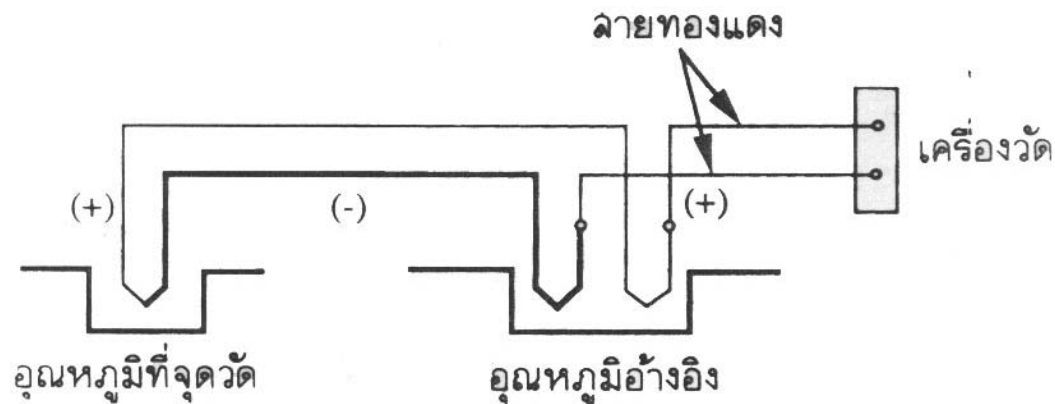 สายทองแดง
เครื่องวัด
(+)
(-)
(+)
อุณหภูมิที่จุดวัด
อุณหภูมิอ้างอิง